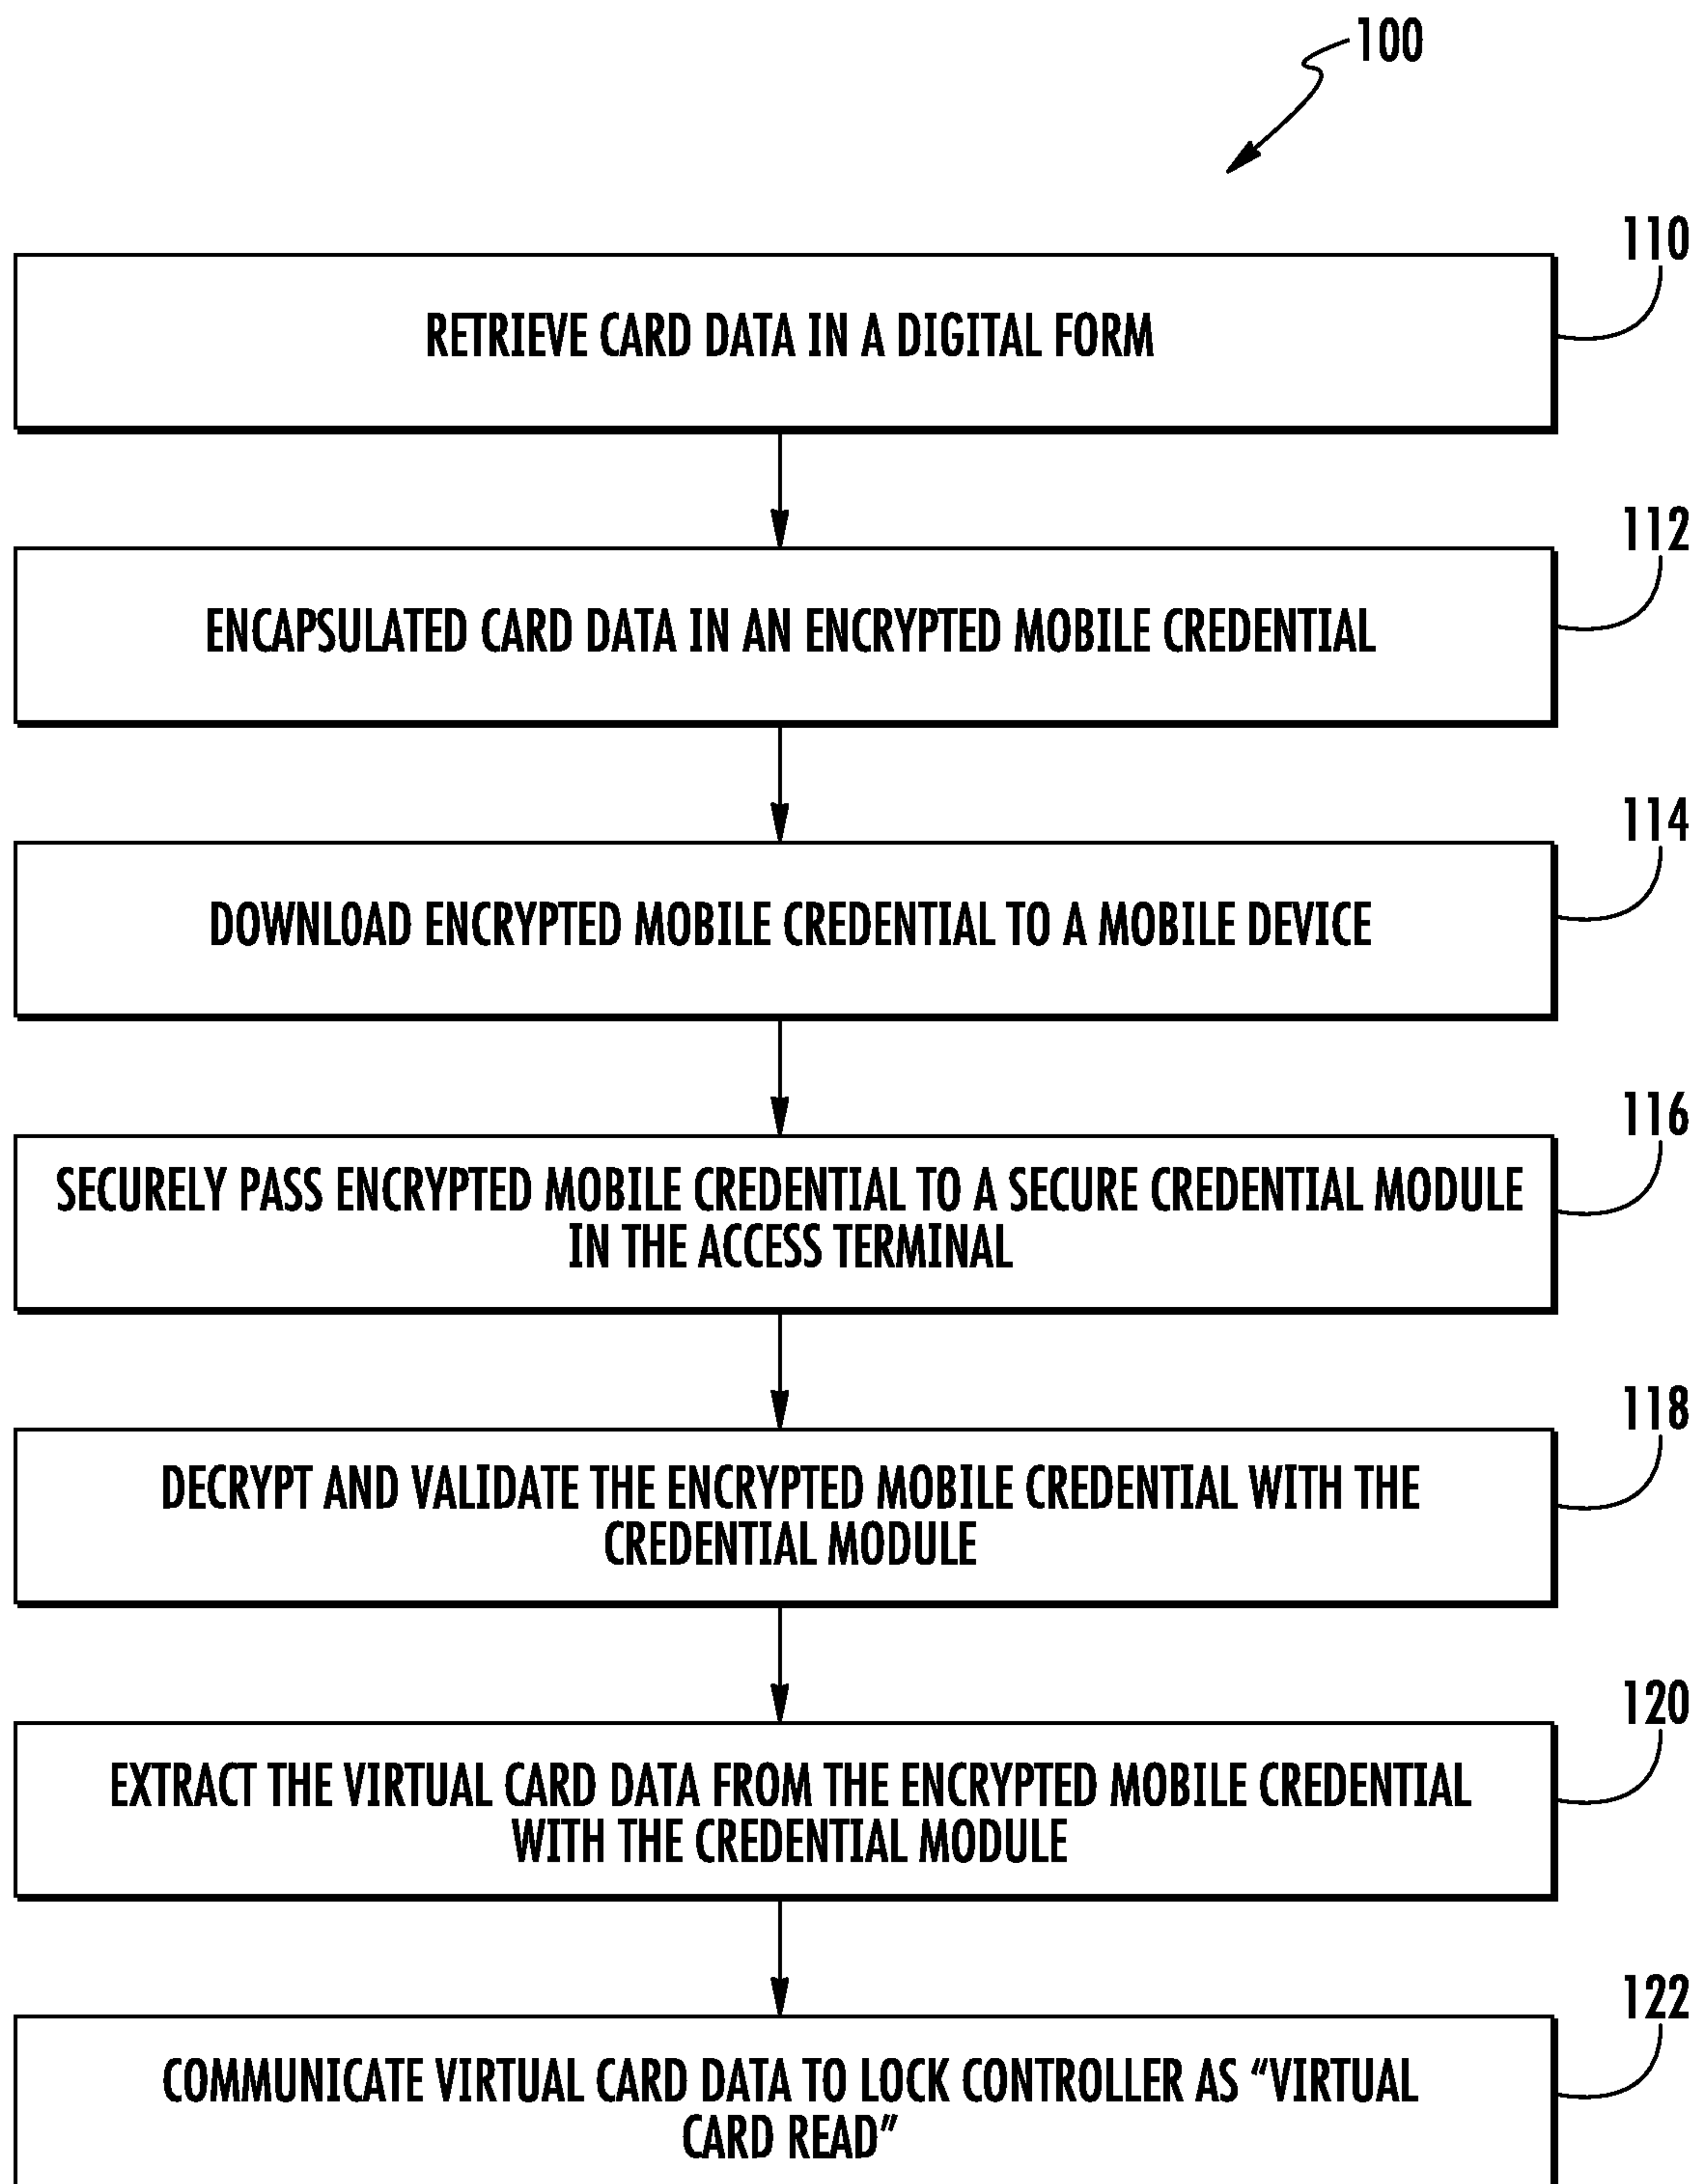 100
110
RETRIEVE CARD DATA IN A DIGITAL FORM
112
ENCAPSULATED CARD DATA IN AN ENCRYPTED MOBILE CREDENTIAL
114
DOWNLOAD ENCRYPTED MOBILE CREDENTIAL TO A MOBILE DEVICE
116
SECURELY PASS ENCRYPTED MOBILE CREDENTIAL TO A SECURE CREDENTIAL MODULE
IN THE ACCESS TERMINAL
118
DECRYPT AND VALIDATE THE ENCRYPTED MOBILE CREDENTIAL WITH THE
CREDENTIAL MODULE
120
EXTRACT THE VIRTUAL CARD DATA FROM THE ENCRYPTED MOBILE CREDENTIAL
WITH THE CREDENTIAL MODULE
122
COMMUNICATE VIRTUAL CARD DATA TO LOCK CONTROLLER AS “VIRTUAL
CARD READ”